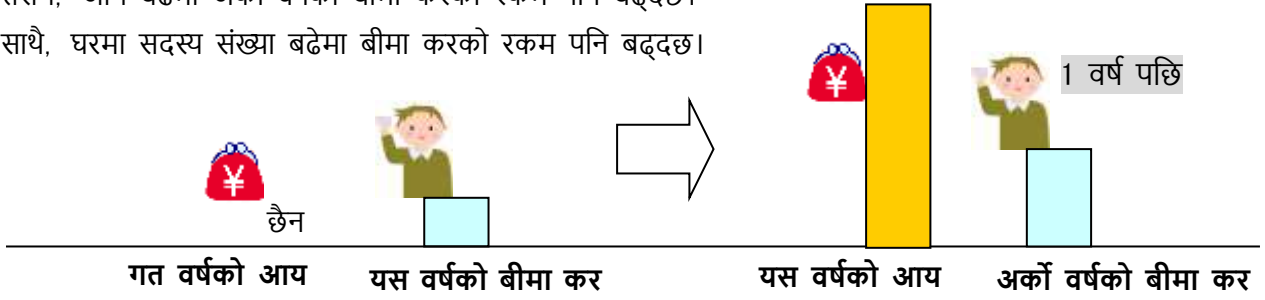 साथै, घरमा सदस्य संख्या बढेमा बीमा करको रकम पनि बढ्दछ।
¥
¥
1 वर्ष पछि
छैन
गत वर्षको आय यस वर्षको बीमा कर यस वर्षको आय अर्को वर्षको बीमा कर